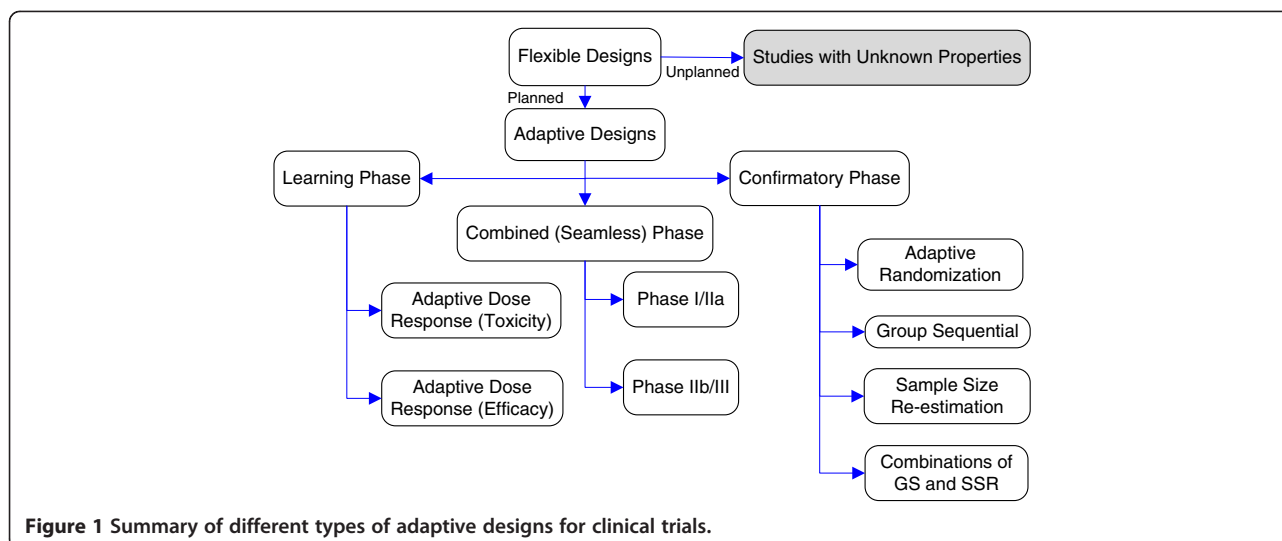 Flexible Designs
Unplanned
Studies with Unknown Properties
Planned
Adaptive Designs
Learning Phase
Confirmatory Phase
Combined (Seamless) Phase
Adaptive
Randomization
Adaptive Dose
Response (Toxicity)
Phase I/IIa
Group Sequential
Adaptive Dose
Response (Efficacy)
Phase IIb/III
Sample Size
Re-estimation
Combinations of
GS and SSR
Figure 1 Summary of different types of adaptive designs for clinical trials.